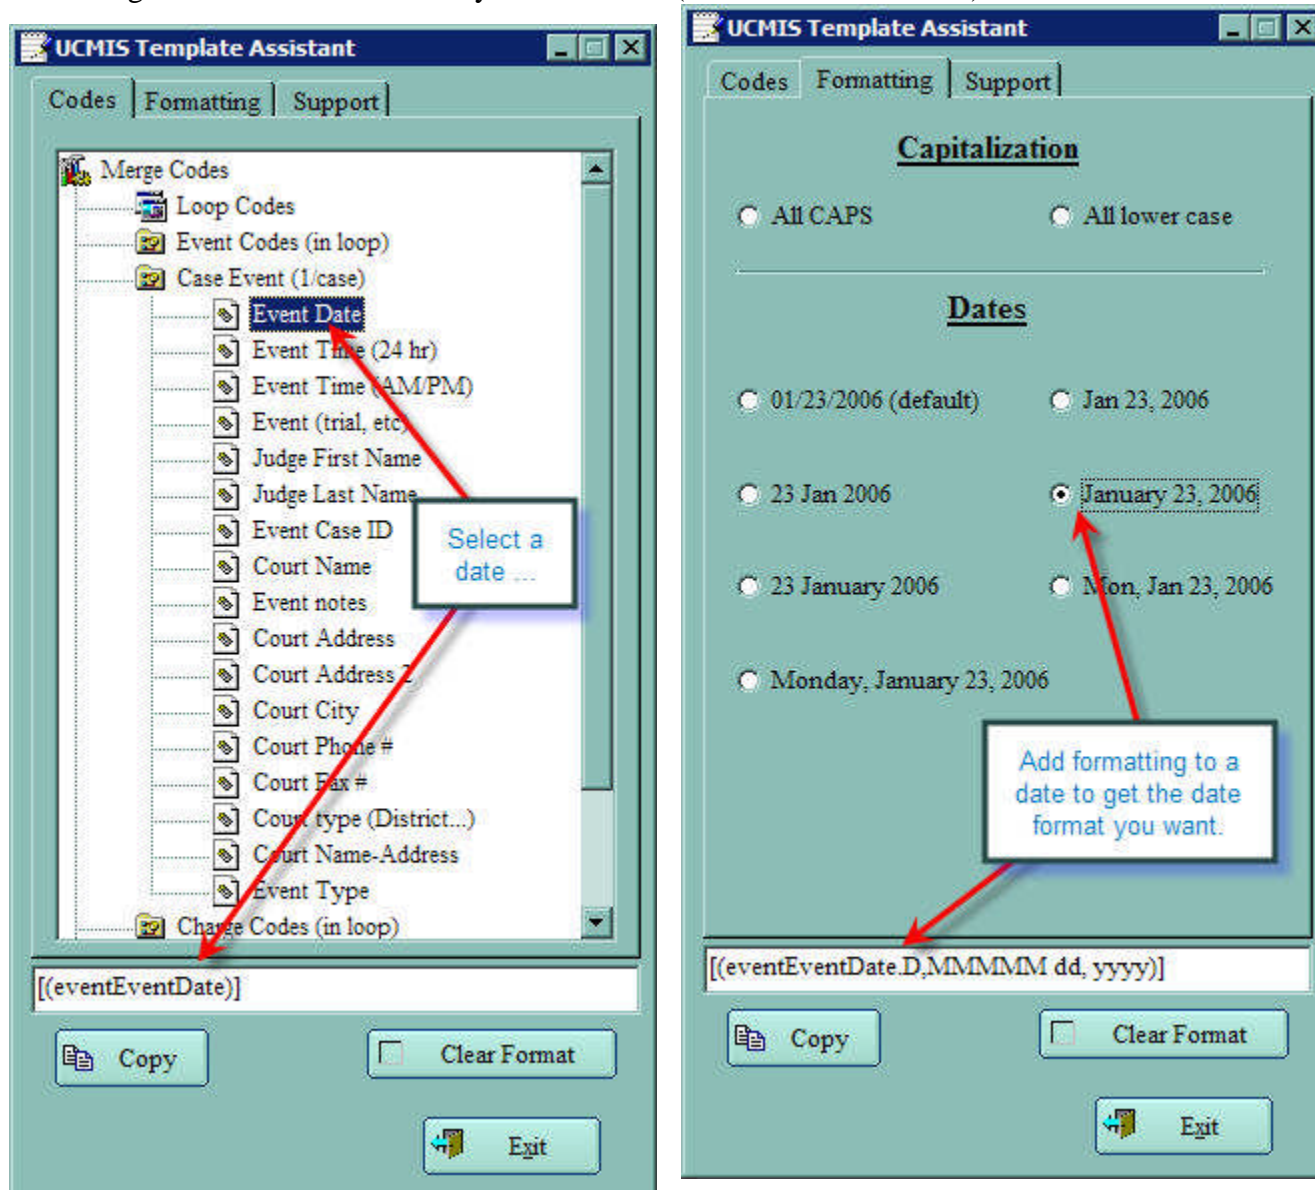 UCMIS Template Assistant
Codes Formatting Support
Merge Codes
Loop Codes
Event Codes (in loop)
Case Event (1/case)
Event Date
Event Time (24 hr)
Event Time (AM/PM)
Event (trial, etc)
Judge First Name
Judge Last Name
Event Case ID
Court Name
Event notes
Court Address
Court Address 2
Court City
Court Phone #
Court Fax #
Court type (District...)
Court Name-Address
Event Type
Charge Codes (in loop)
Select a
date ...
[(eventEventDate)]
Copy
Clear Format
Exit
UCMIS Template Assistant
Codes Formatting Support
Capitalization
All CAPS
All lower case
Dates
01/23/2006 (default)
Jan 23, 2006
23 Jan 2006
January 23, 2006
23 January 2006
Mon, Jan 23, 2006
Monday, January 23, 2006
Add formatting to a
date to get the date
format you want.
[(eventEventDate.D,MMMMM dd, yyyy)]
Copy
Clear Format
Exit